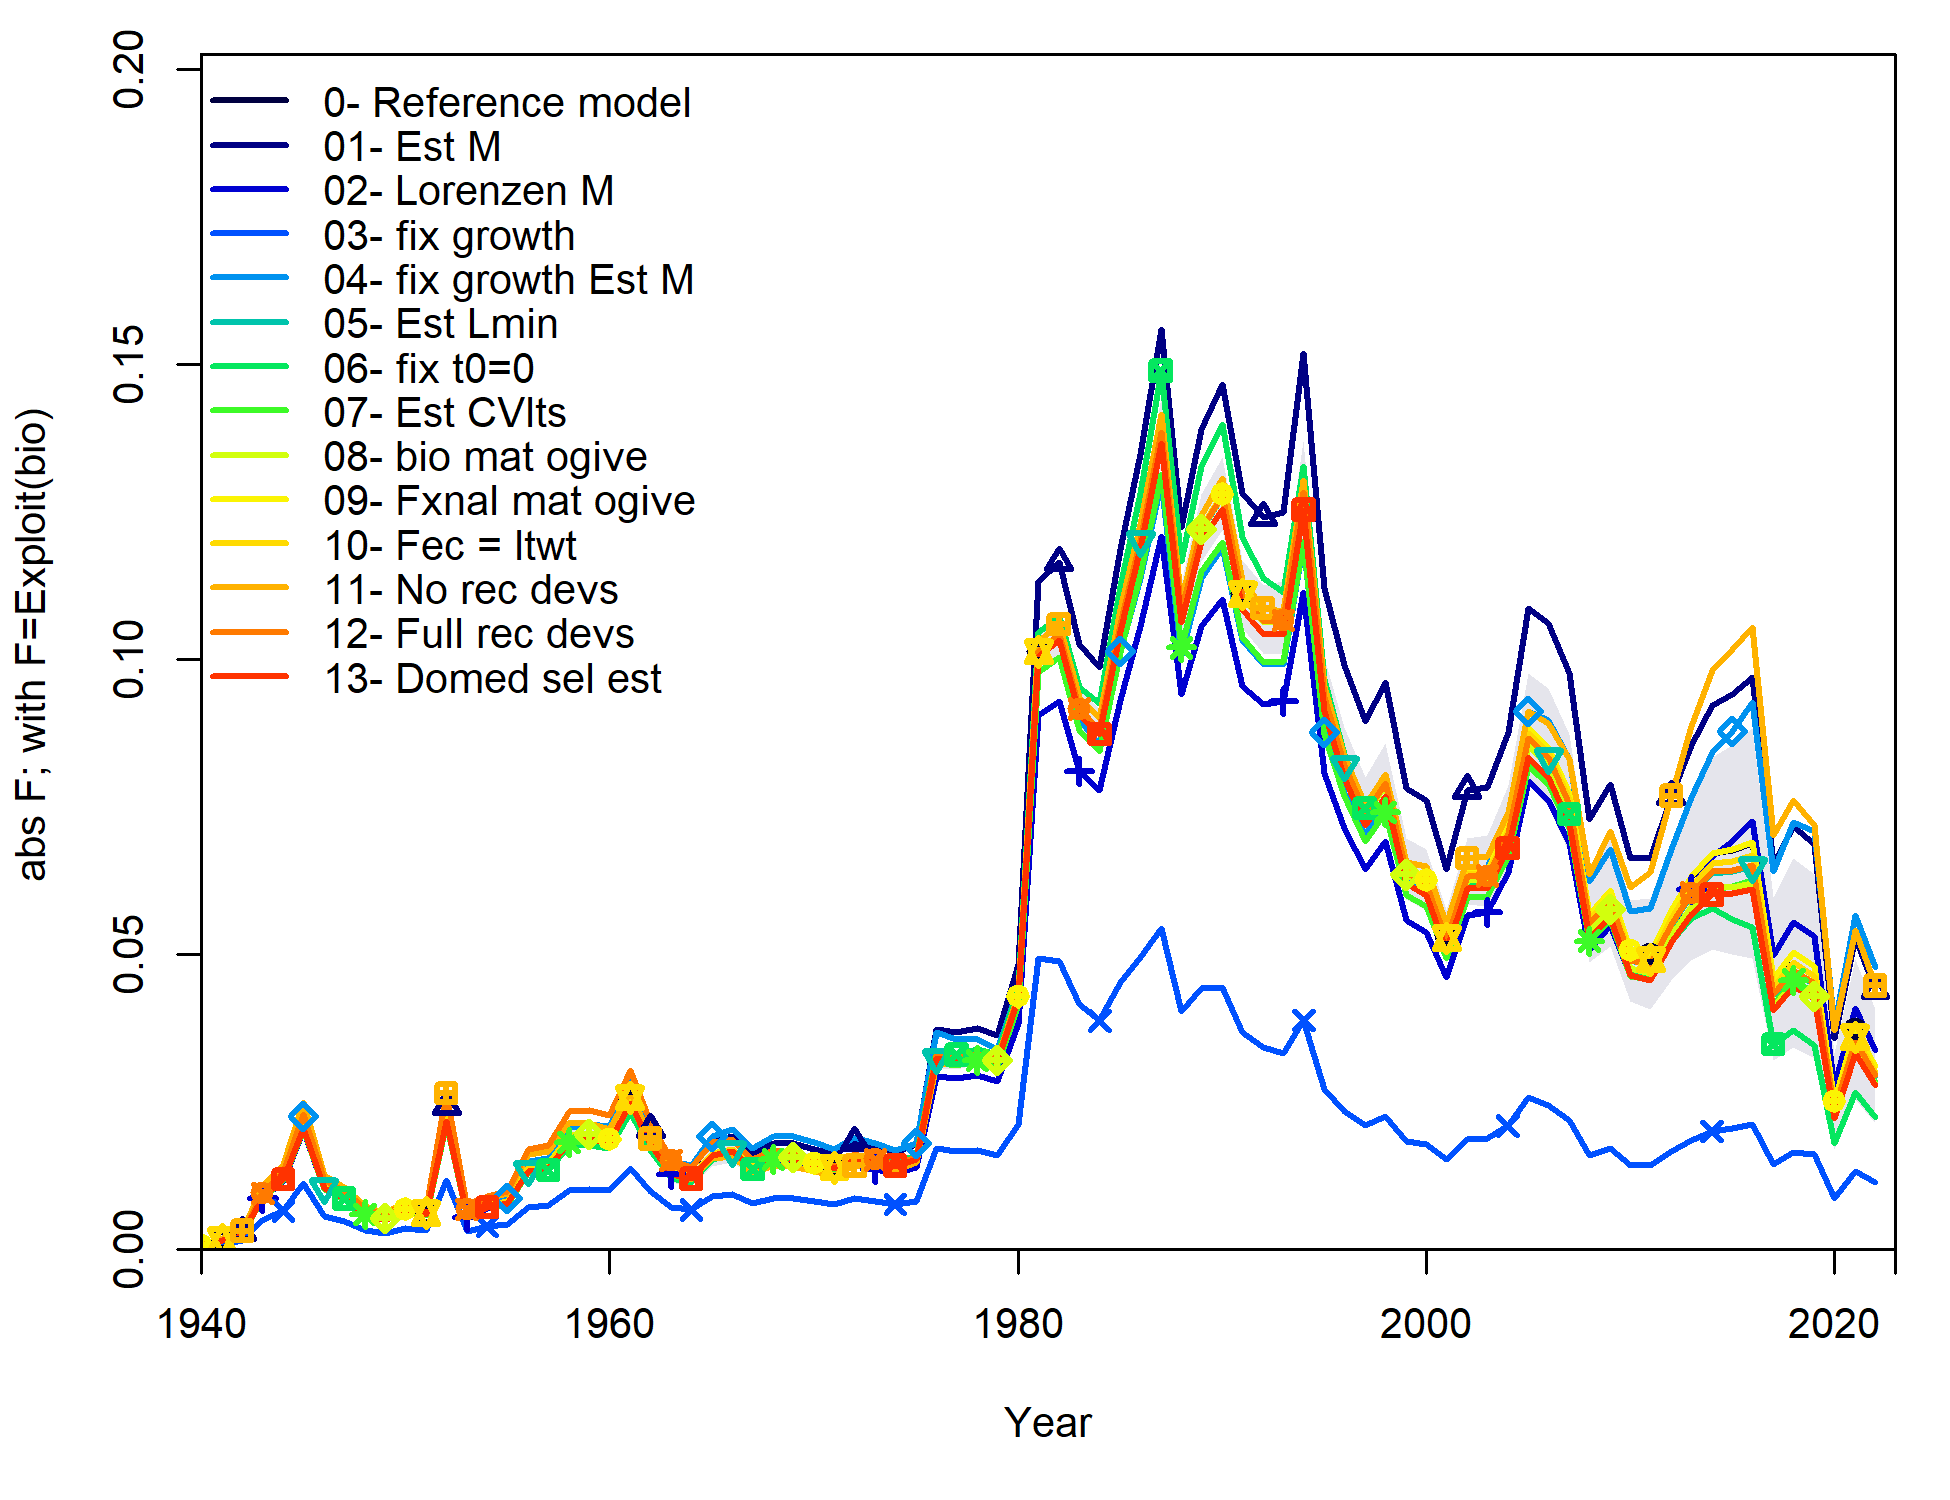 0.20
0.15
0.10
0.05
0.00
abs F; with F=Exploit(bio)
0- Reference model
01- Est M
02- Lorenzen M
03- fix growth
04- fix growth Est M
05- Est Lmin
06- fix t0=0
07- Est CVlts
08- bio mat ogive
09- Fxnal mat ogive
10- Fec = ltwt
11- No rec devs
12- Full rec devs
13- Domed sel est
1940 1960 1980 2000 2020
Year